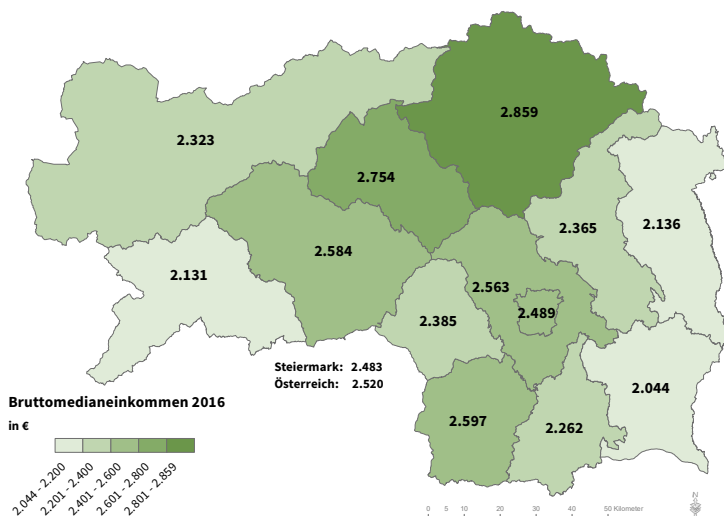 2.859
2.323
2.754
2.365
2.136
2.584
2.131
2.563
2.489
2.385
Steiermark: 2.483
Österreich: 2.520
2.044
Bruttomedianeinkommen 2016
2.597
2.262
in €
2.044 - 2.200
2.201 - 2.400
2.401 - 2.600
2.601 - 2.800
2.801 - 2.859
N
0 5 10 20 30 40 50 Kilometer